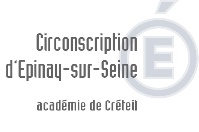 Circonscription
d'Epinay-sur-Seine
académie de Créteil
É